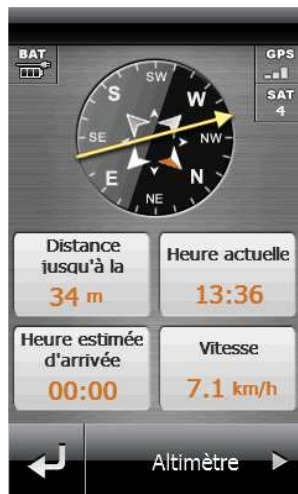 BAT
GPS
SAT
4
SW
S
W
SE
NW
E
N
NE
Distance
jusqu'à la
34 m
Heure actuelle
13:36
Heure estimée
d'arrivée
00:00
Vitesse
7.1 km/h
Altimètre